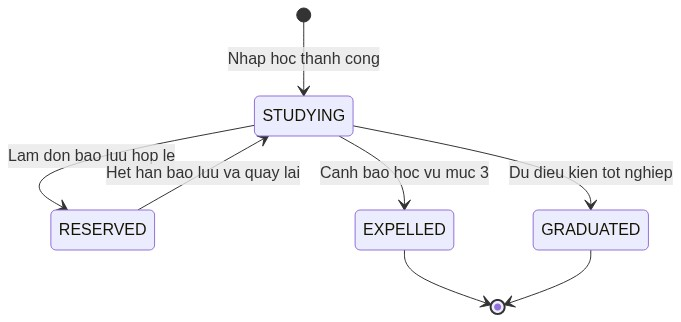 Nhap hoc thanh cong
STUDYING
Lam don bao luu hop le
Het han bao luu va quay lai
Canh bao hoc vu muc 3
Du dieu kien tot nghiep
RESERVED
EXPELLED
GRADUATED